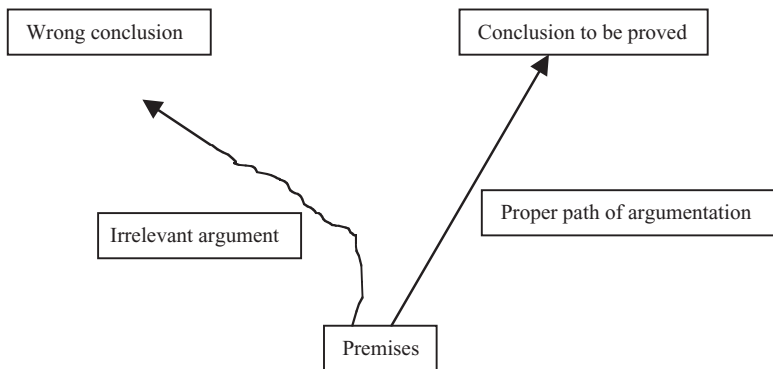 Wrong conclusion
Conclusion to be proved
Irrelevant argument
Proper path of argumentation
Premises